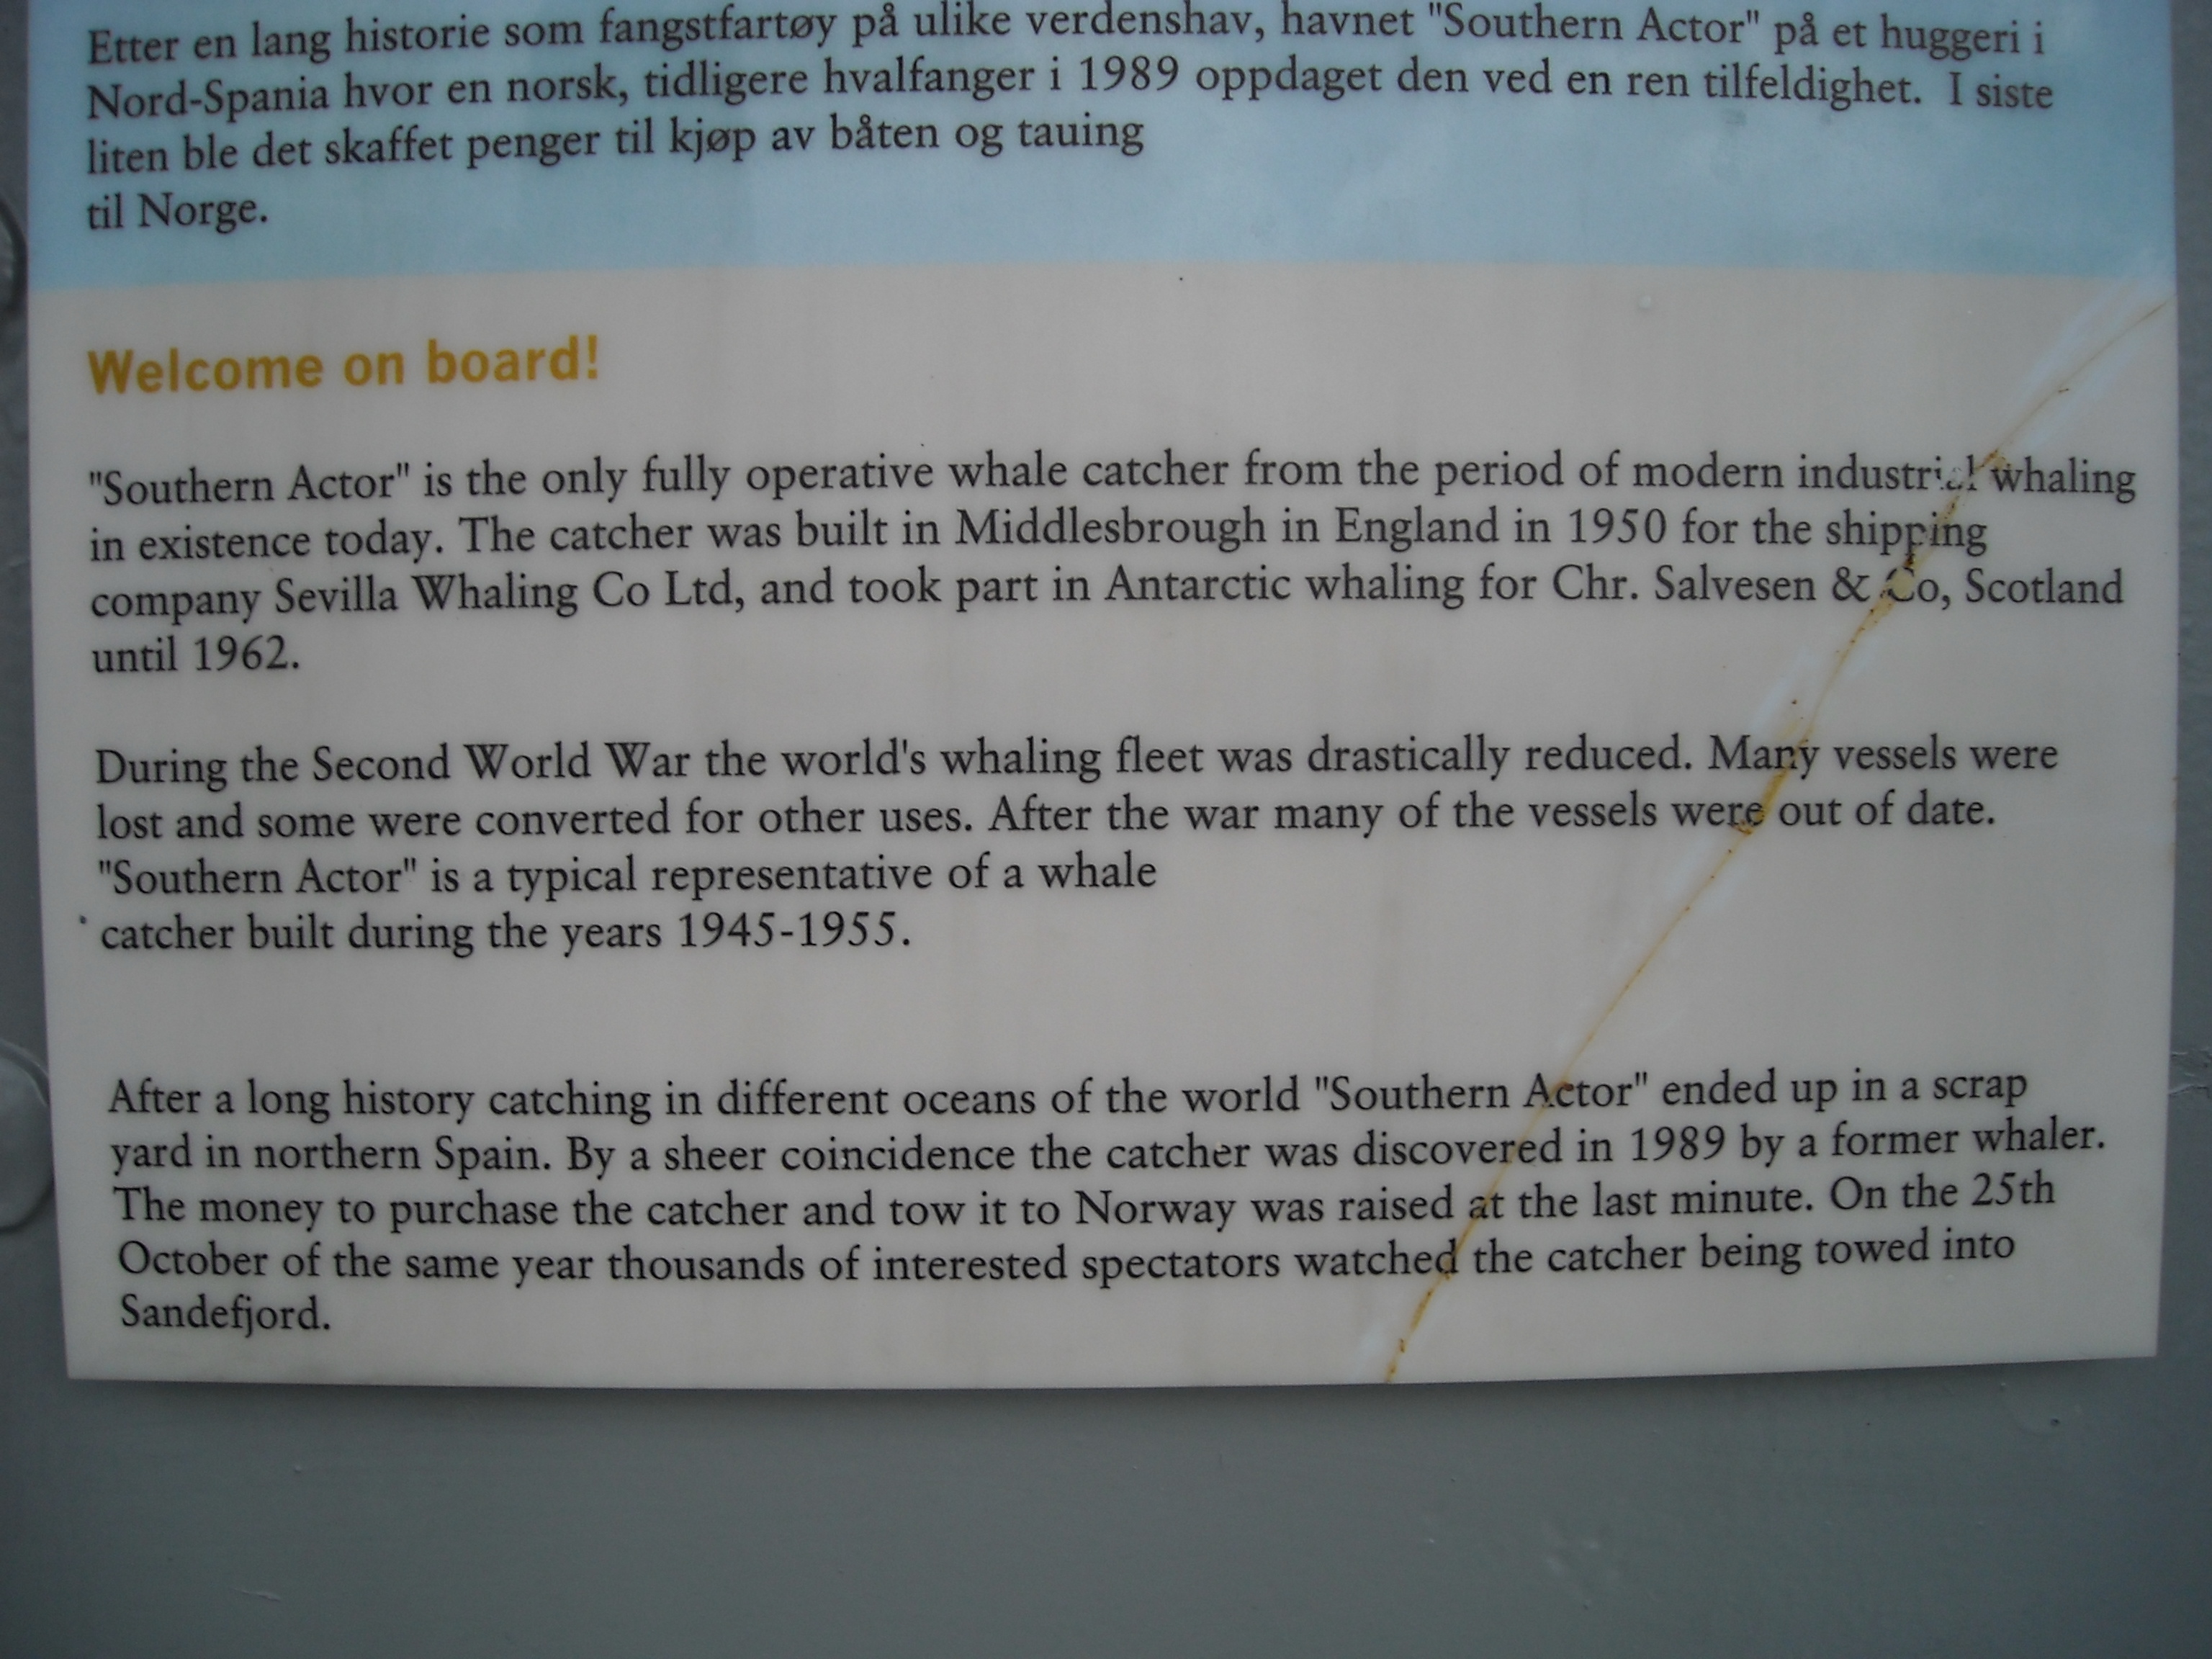 Etter en lang historie som fangstfartøy på ulike verdenshav, havnet "Southern Actor" på et huggeri i
Nord-Spania hvor en norsk, tidligere hvalfanger i 1989 oppdaget den ved en ren tilfeldighet. I siste
liten ble det skaffet penger til kjøp av båten og tauing
til Norge.
Welcome on board!
"Southern Actor" is the only fully operative whale catcher from the period of modern industrial whaling
in existence today. The catcher was built in Middlesbrough in England in 1950 for the shipping
company Sevilla Whaling Co Ltd, and took part in Antarctic whaling for Chr. Salvesen & Co, Scotland
until 1962.
During the Second World War the world's whaling fleet was drastically reduced. Many vessels were
lost and some were converted for other uses. After the war many of the vessels were out of date.
"Southern Actor" is a typical representative of a whale
catcher built during the years 1945-1955.
After a long history catching in different oceans of the world "Southern Actor" ended up in a scrap
yard in northern Spain. By a sheer coincidence the catcher was discovered in 1989 by a former whaler.
The money to purchase the catcher and tow it to Norway was raised at the last minute. On the 25th
October of the same year thousands of interested spectators watched the catcher being towed into
Sandefjord.